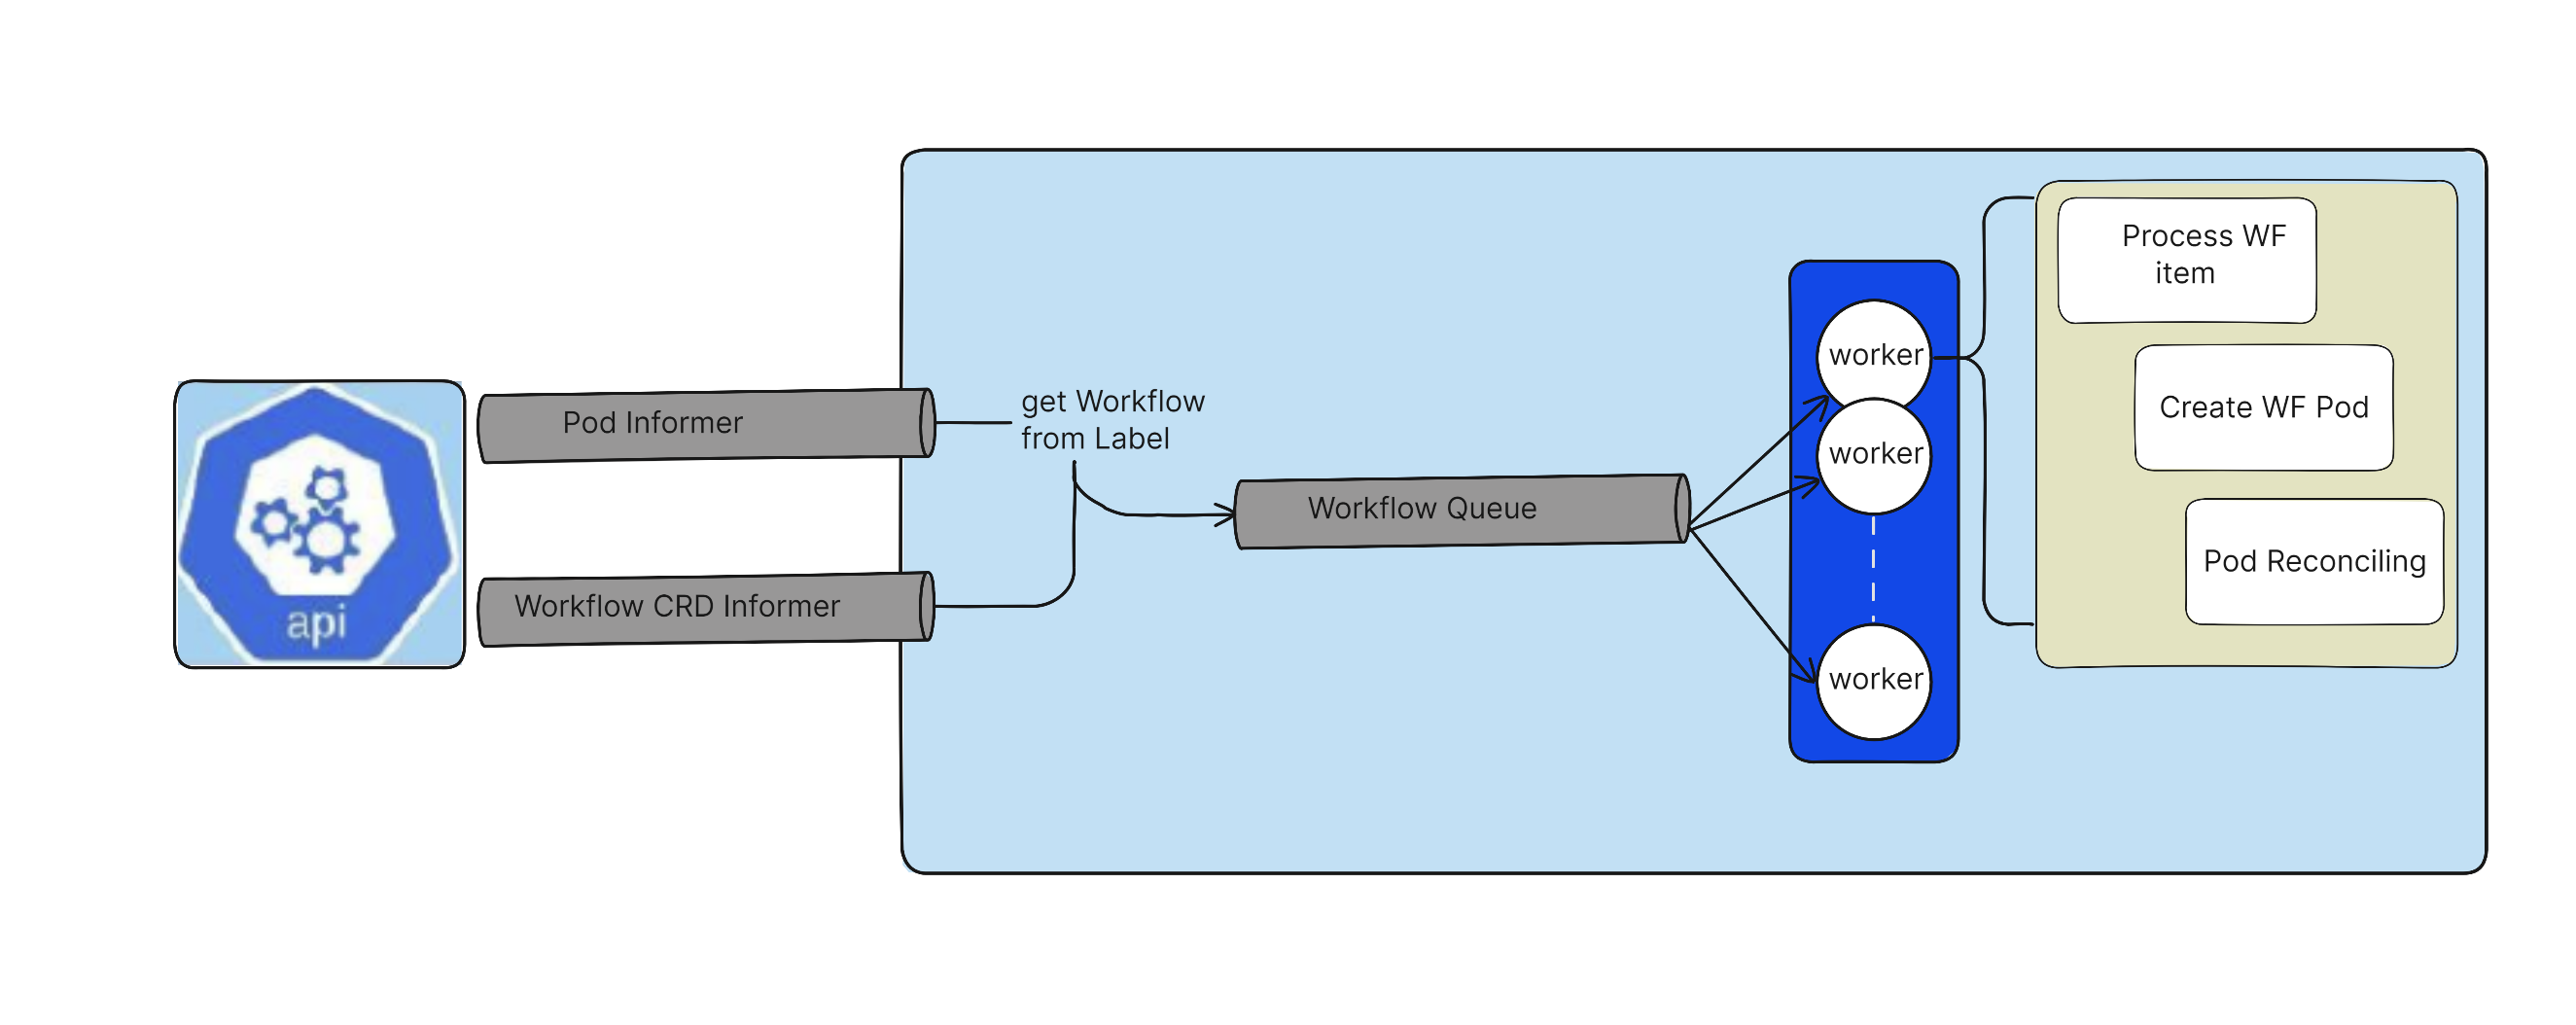 api
Pod Informer
Workflow CRD Informer
get Workflow
from Label
Workflow Queue
worker
worker
worker
Process WF
item
Create WF Pod
Pod Reconciling